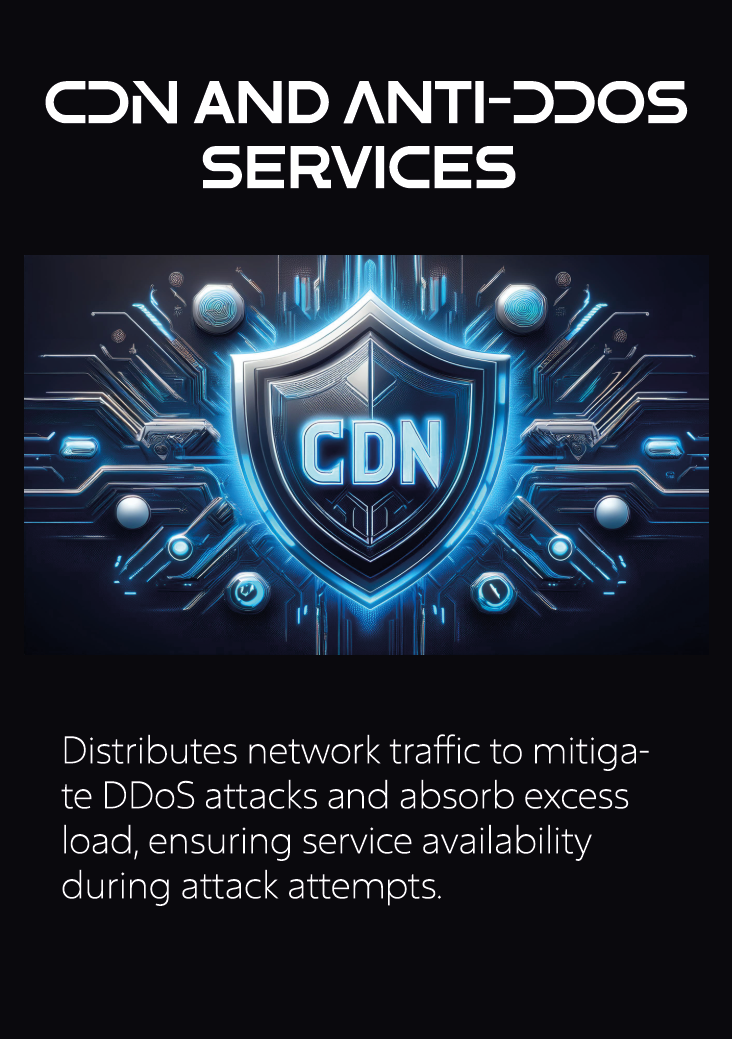 CDN AND ANTI-DDOS
SERVICES
CDN
Distributes network traffic to mitiga-
te DDoS attacks and absorb excess
load, ensuring service availability
during attack attempts.